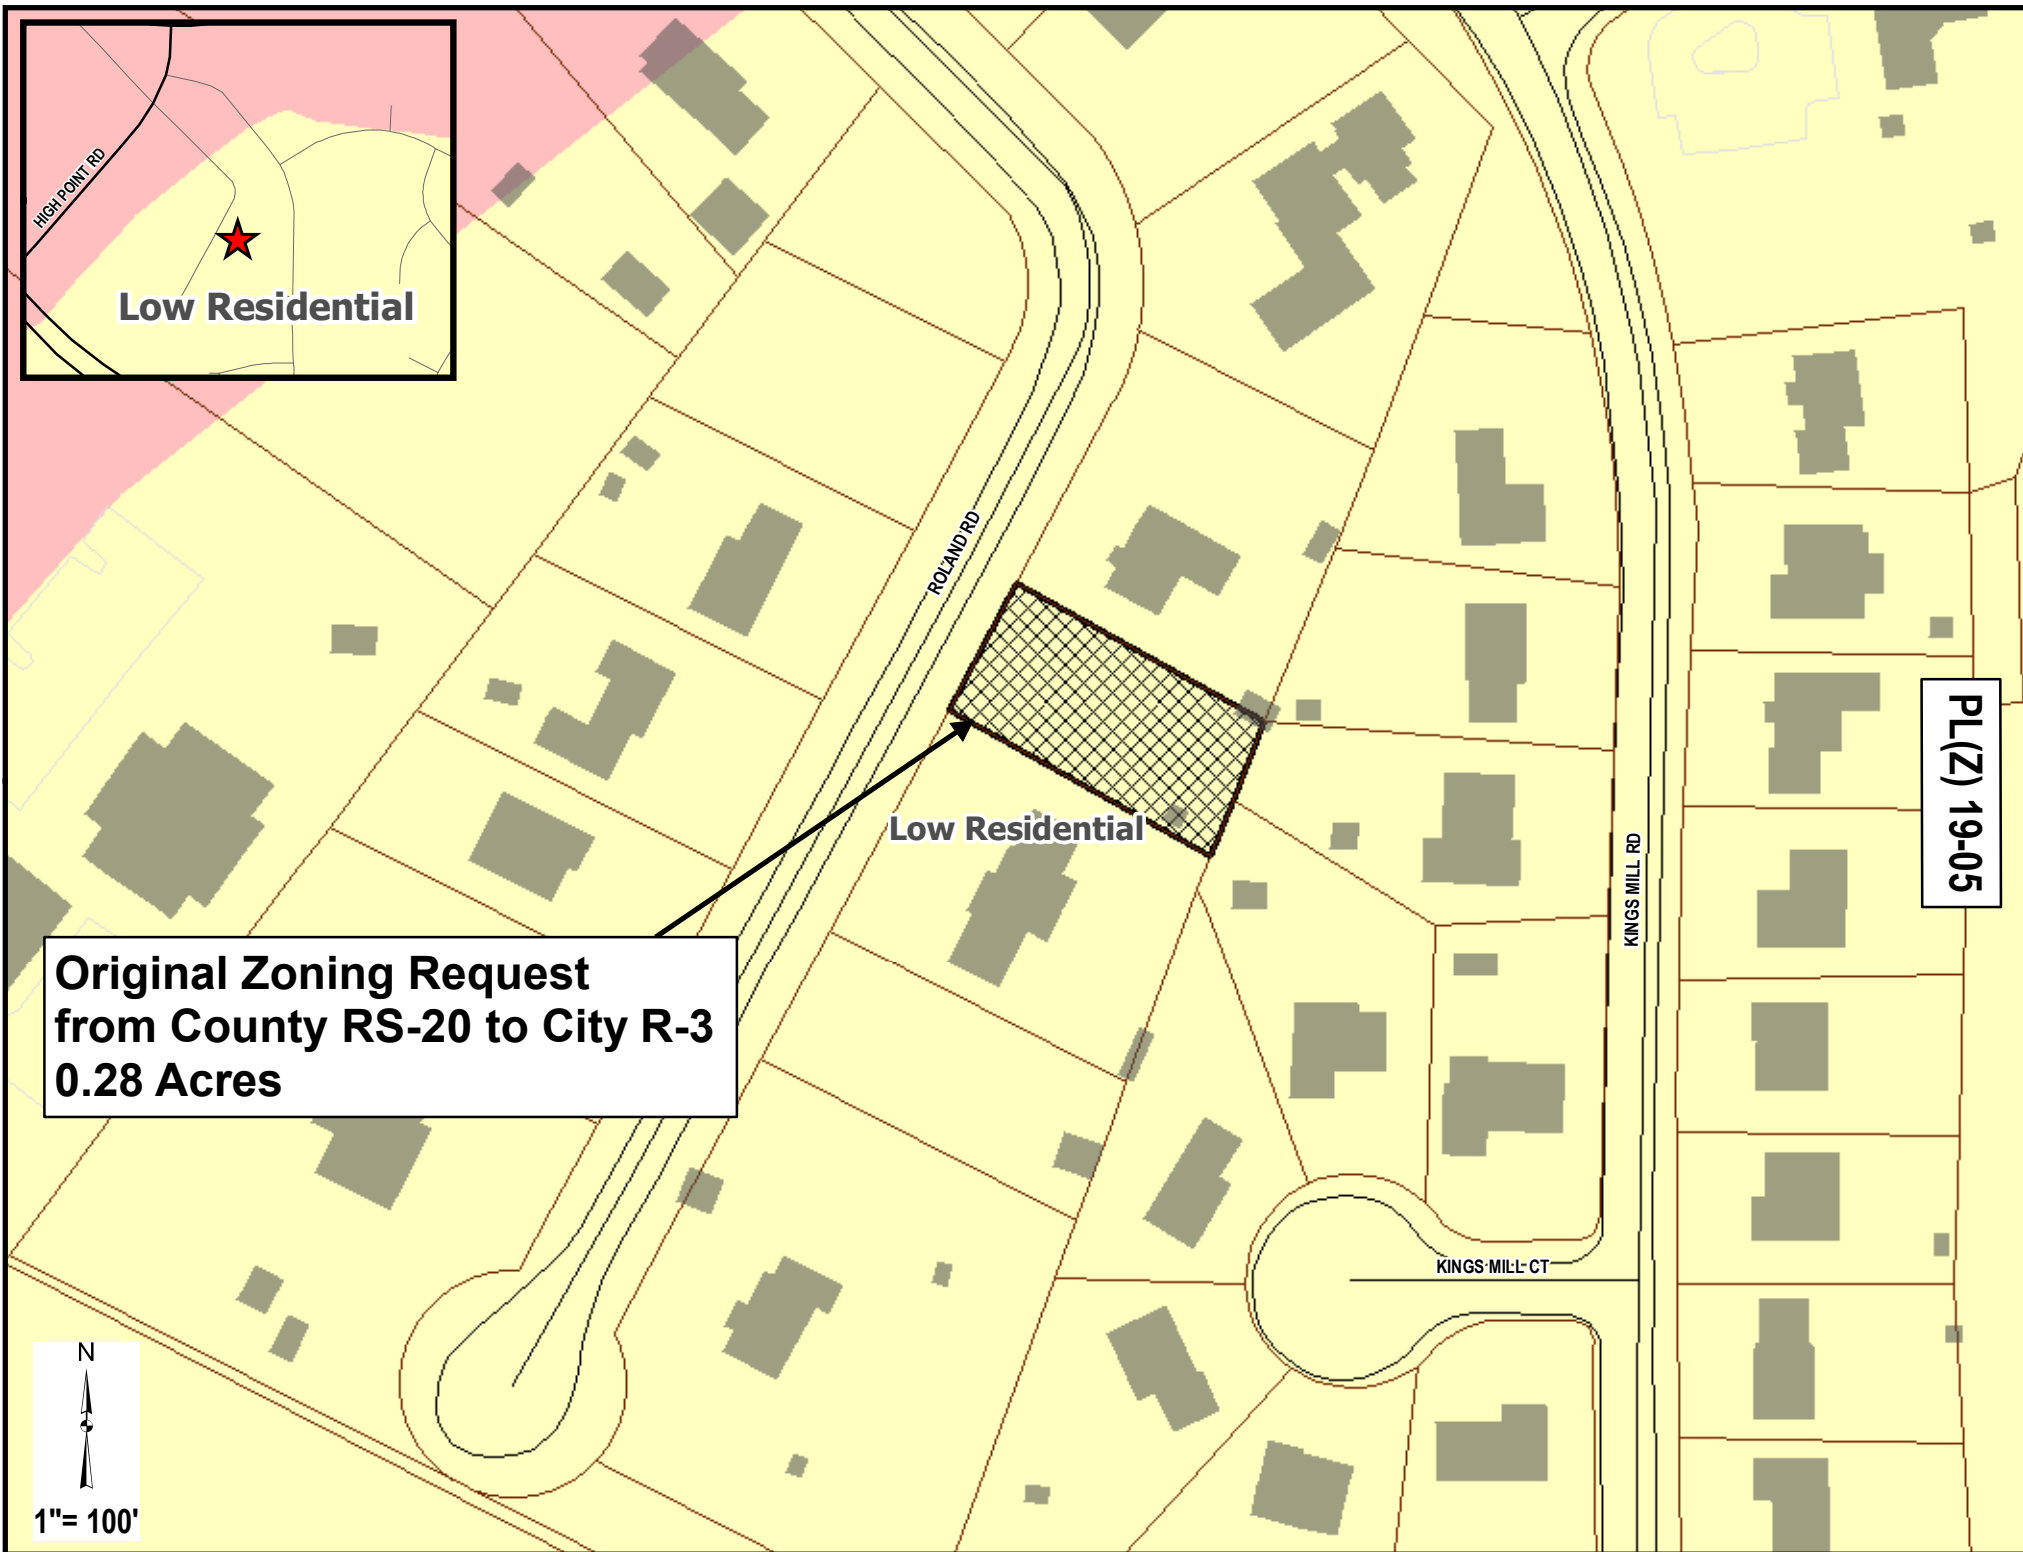 HIGH POINT RD
Low Residential
ROLAND RD
Low Residential
KINGS MILL RD
PL(Z) 19-05
Original Zoning Request
from County RS-20 to City R-3
0.28 Acres
KINGS MILL CT
N
1"= 100'